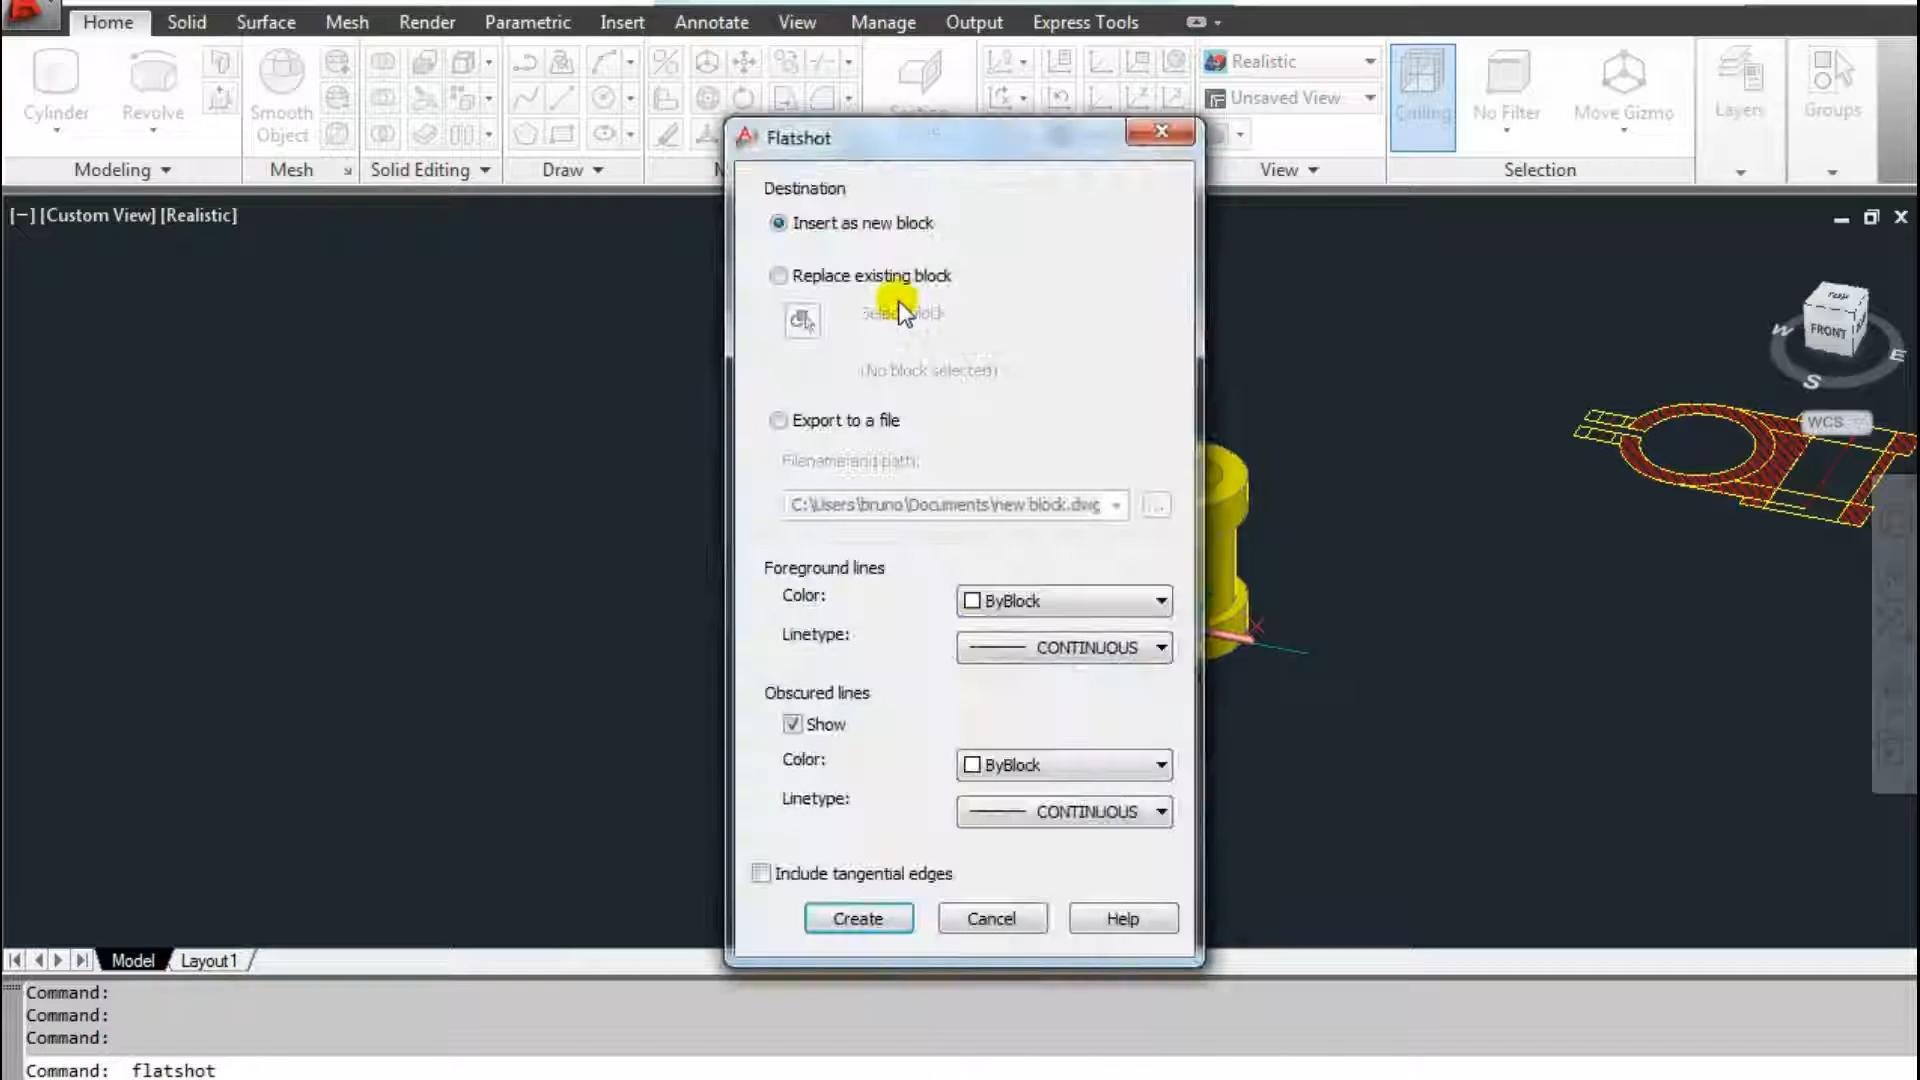 Home Solid Surface Mesh Render Parametric Insert Annotate View Manage Output Express Tools
Realistic
Unsaved View
Cylinder Revolve Smooth Object
Culling No Filter Move Gizmo Layers Groups
Modeling Mesh Solid Editing Draw View Selection
[−] [Custom View] [Realistic]
Flatshot
Destination
Insert as new block
Replace existing block
Select block
(No block selected)
Export to a file
Filename and path:
C:\Users\bruno\Documents\new block.dwg
...
Foreground lines
Color:
ByBlock
Linetype:
CONTINUOUS
Obscured lines
Show
Color:
ByBlock
Linetype:
CONTINUOUS
Include tangential edges
Create Cancel Help
FRONT
W
E
S
WCS
Model Layout1
Command:
Command:
Command:
Command: flatshot